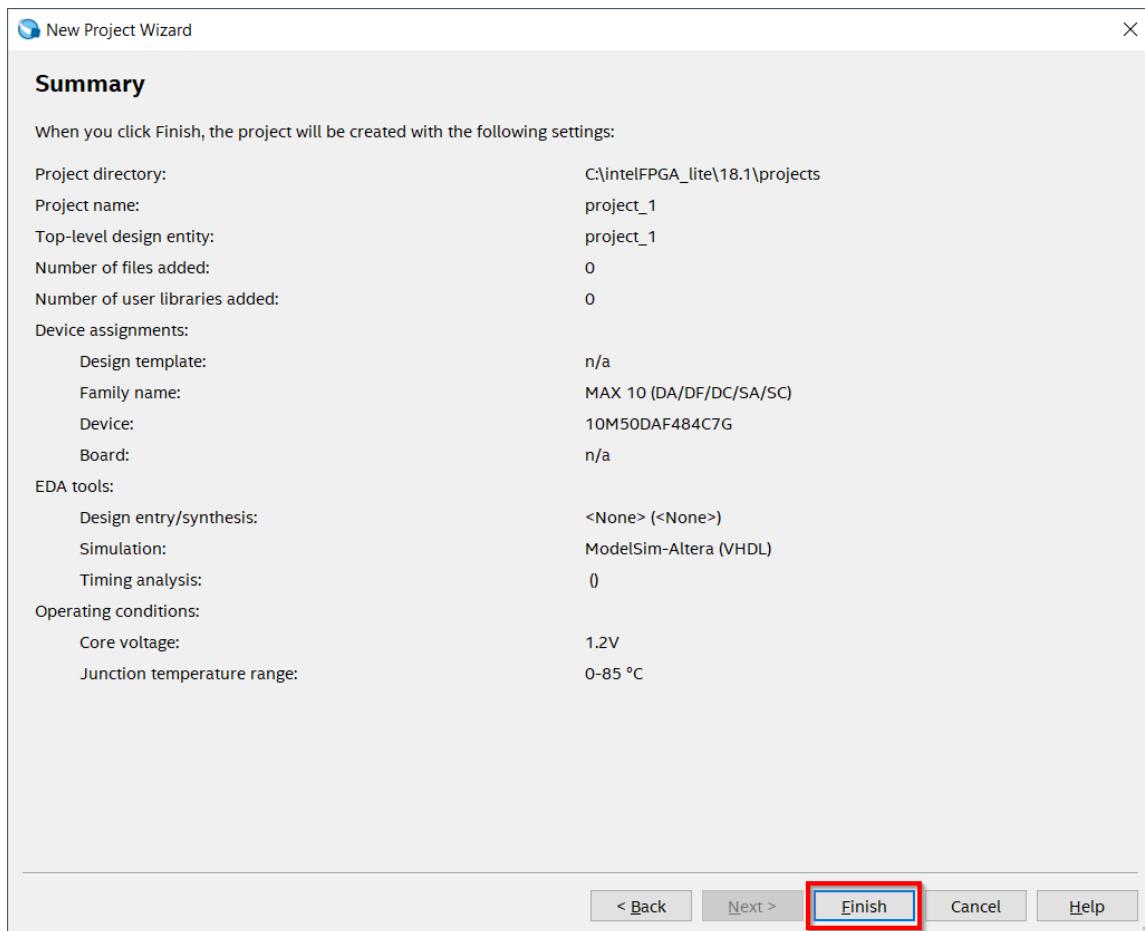 New Project Wizard
Summary
When you click Finish, the project will be created with the following settings:
Project directory: C:\intelFPGA_lite\18.1\projects
Project name: project_1
Top-level design entity: project_1
Number of files added: 0
Number of user libraries added: 0
Device assignments:
Design template: n/a
Family name: MAX 10 (DA/DF/DC/SA/SC)
Device: 10M50DAF484C7G
Board: n/a
EDA tools:
Design entry/synthesis: <None> (<None>)
Simulation: ModelSim-Altera (VHDL)
Timing analysis: ()
Operating conditions:
Core voltage: 1.2V
Junction temperature range: 0-85 °C
< Back Next > Finish Cancel Help